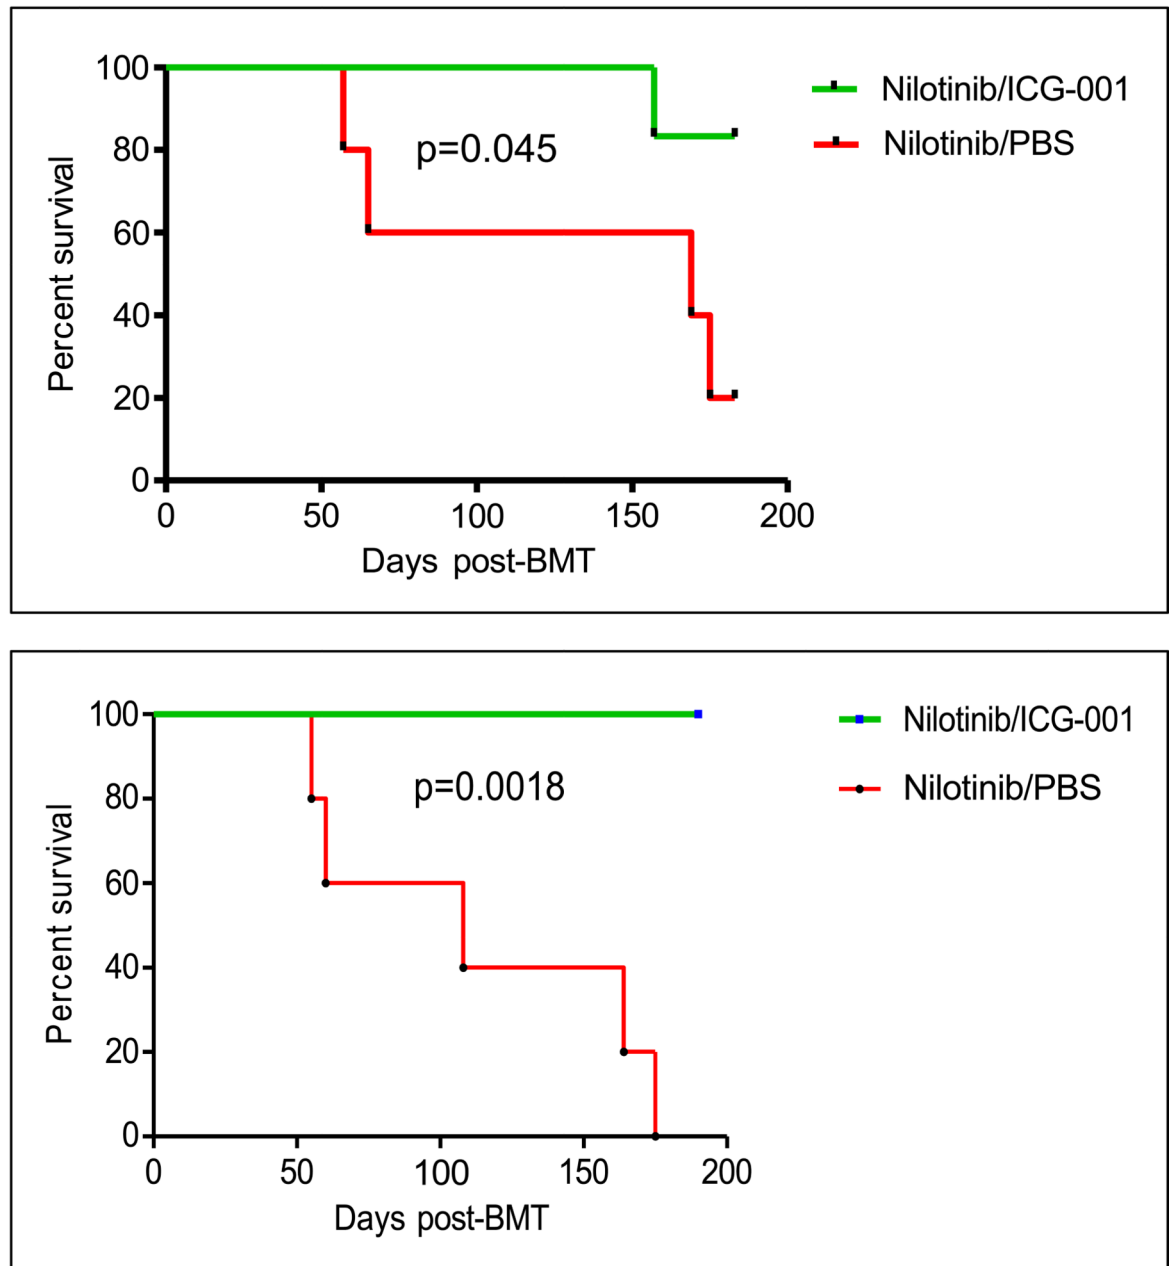 100
80
60
40
20
0
Percent survival
p=0.045
Nilotinib/ICG-001
Nilotinib/PBS
0 50 100 150 200
Days post-BMT
100
80
60
40
20
0
Percent survival
p=0.0018
Nilotinib/ICG-001
Nilotinib/PBS
0 50 100 150 200
Days post-BMT